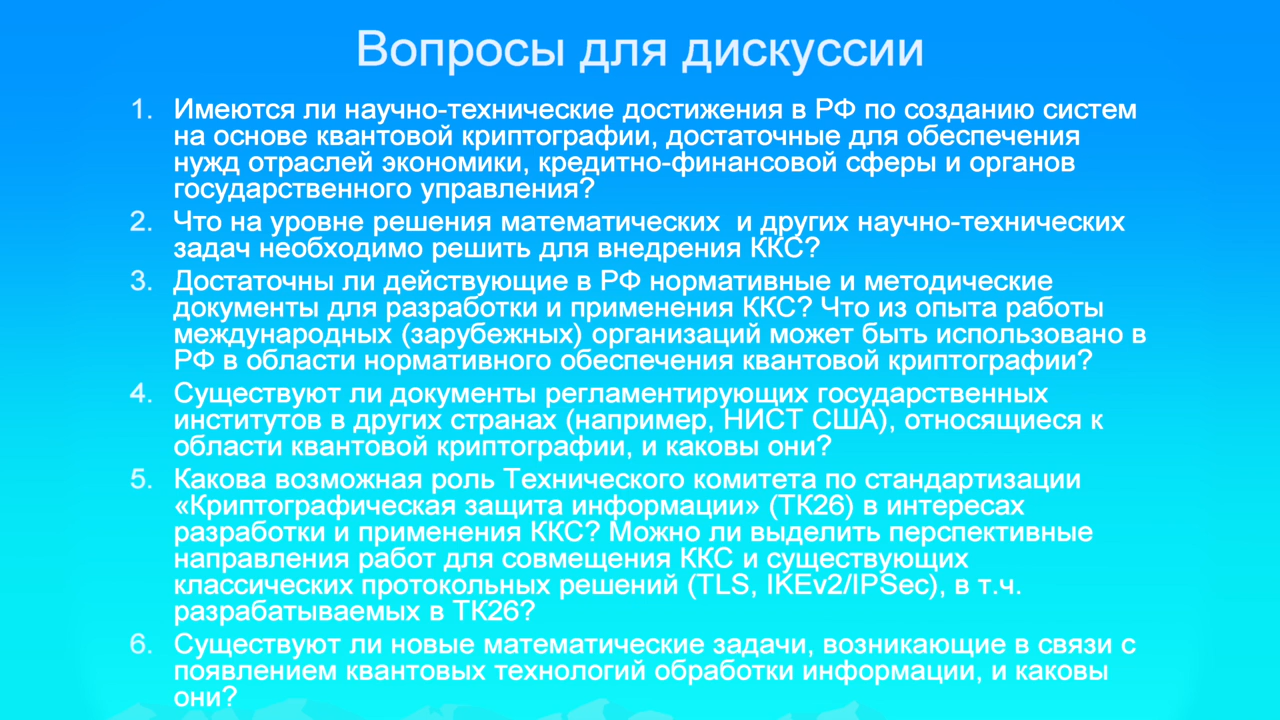 Вопросы для дискуссии
1. Имеются ли научно-технические достижения в РФ по созданию систем
на основе квантовой криптографии, достаточные для обеспечения
нужд отраслей экономики, кредитно-финансовой сферы и органов
государственного управления?
2. Что на уровне решения математических и других научно-технических
задач необходимо решить для внедрения ККС?
3. Достаточны ли действующие в РФ нормативные и методические
документы для разработки и применения ККС? Что из опыта работы
международных (зарубежных) организаций может быть использовано в
РФ в области нормативного обеспечения квантовой криптографии?
4. Существуют ли документы регламентирующих государственных
институтов в других странах (например, НИСТ США), относящиеся к
области квантовой криптографии, и каковы они?
5. Какова возможная роль Технического комитета по стандартизации
«Криптографическая защита информации» (ТК26) в интересах
разработки и применения ККС? Можно ли выделить перспективные
направления работ для совмещения ККС и существующих
классических протокольных решений (TLS, IKEv2/IPSec), в т.ч.
разрабатываемых в ТК26?
6. Существуют ли новые математические задачи, возникающие в связи с
появлением квантовых технологий обработки информации, и каковы
они?